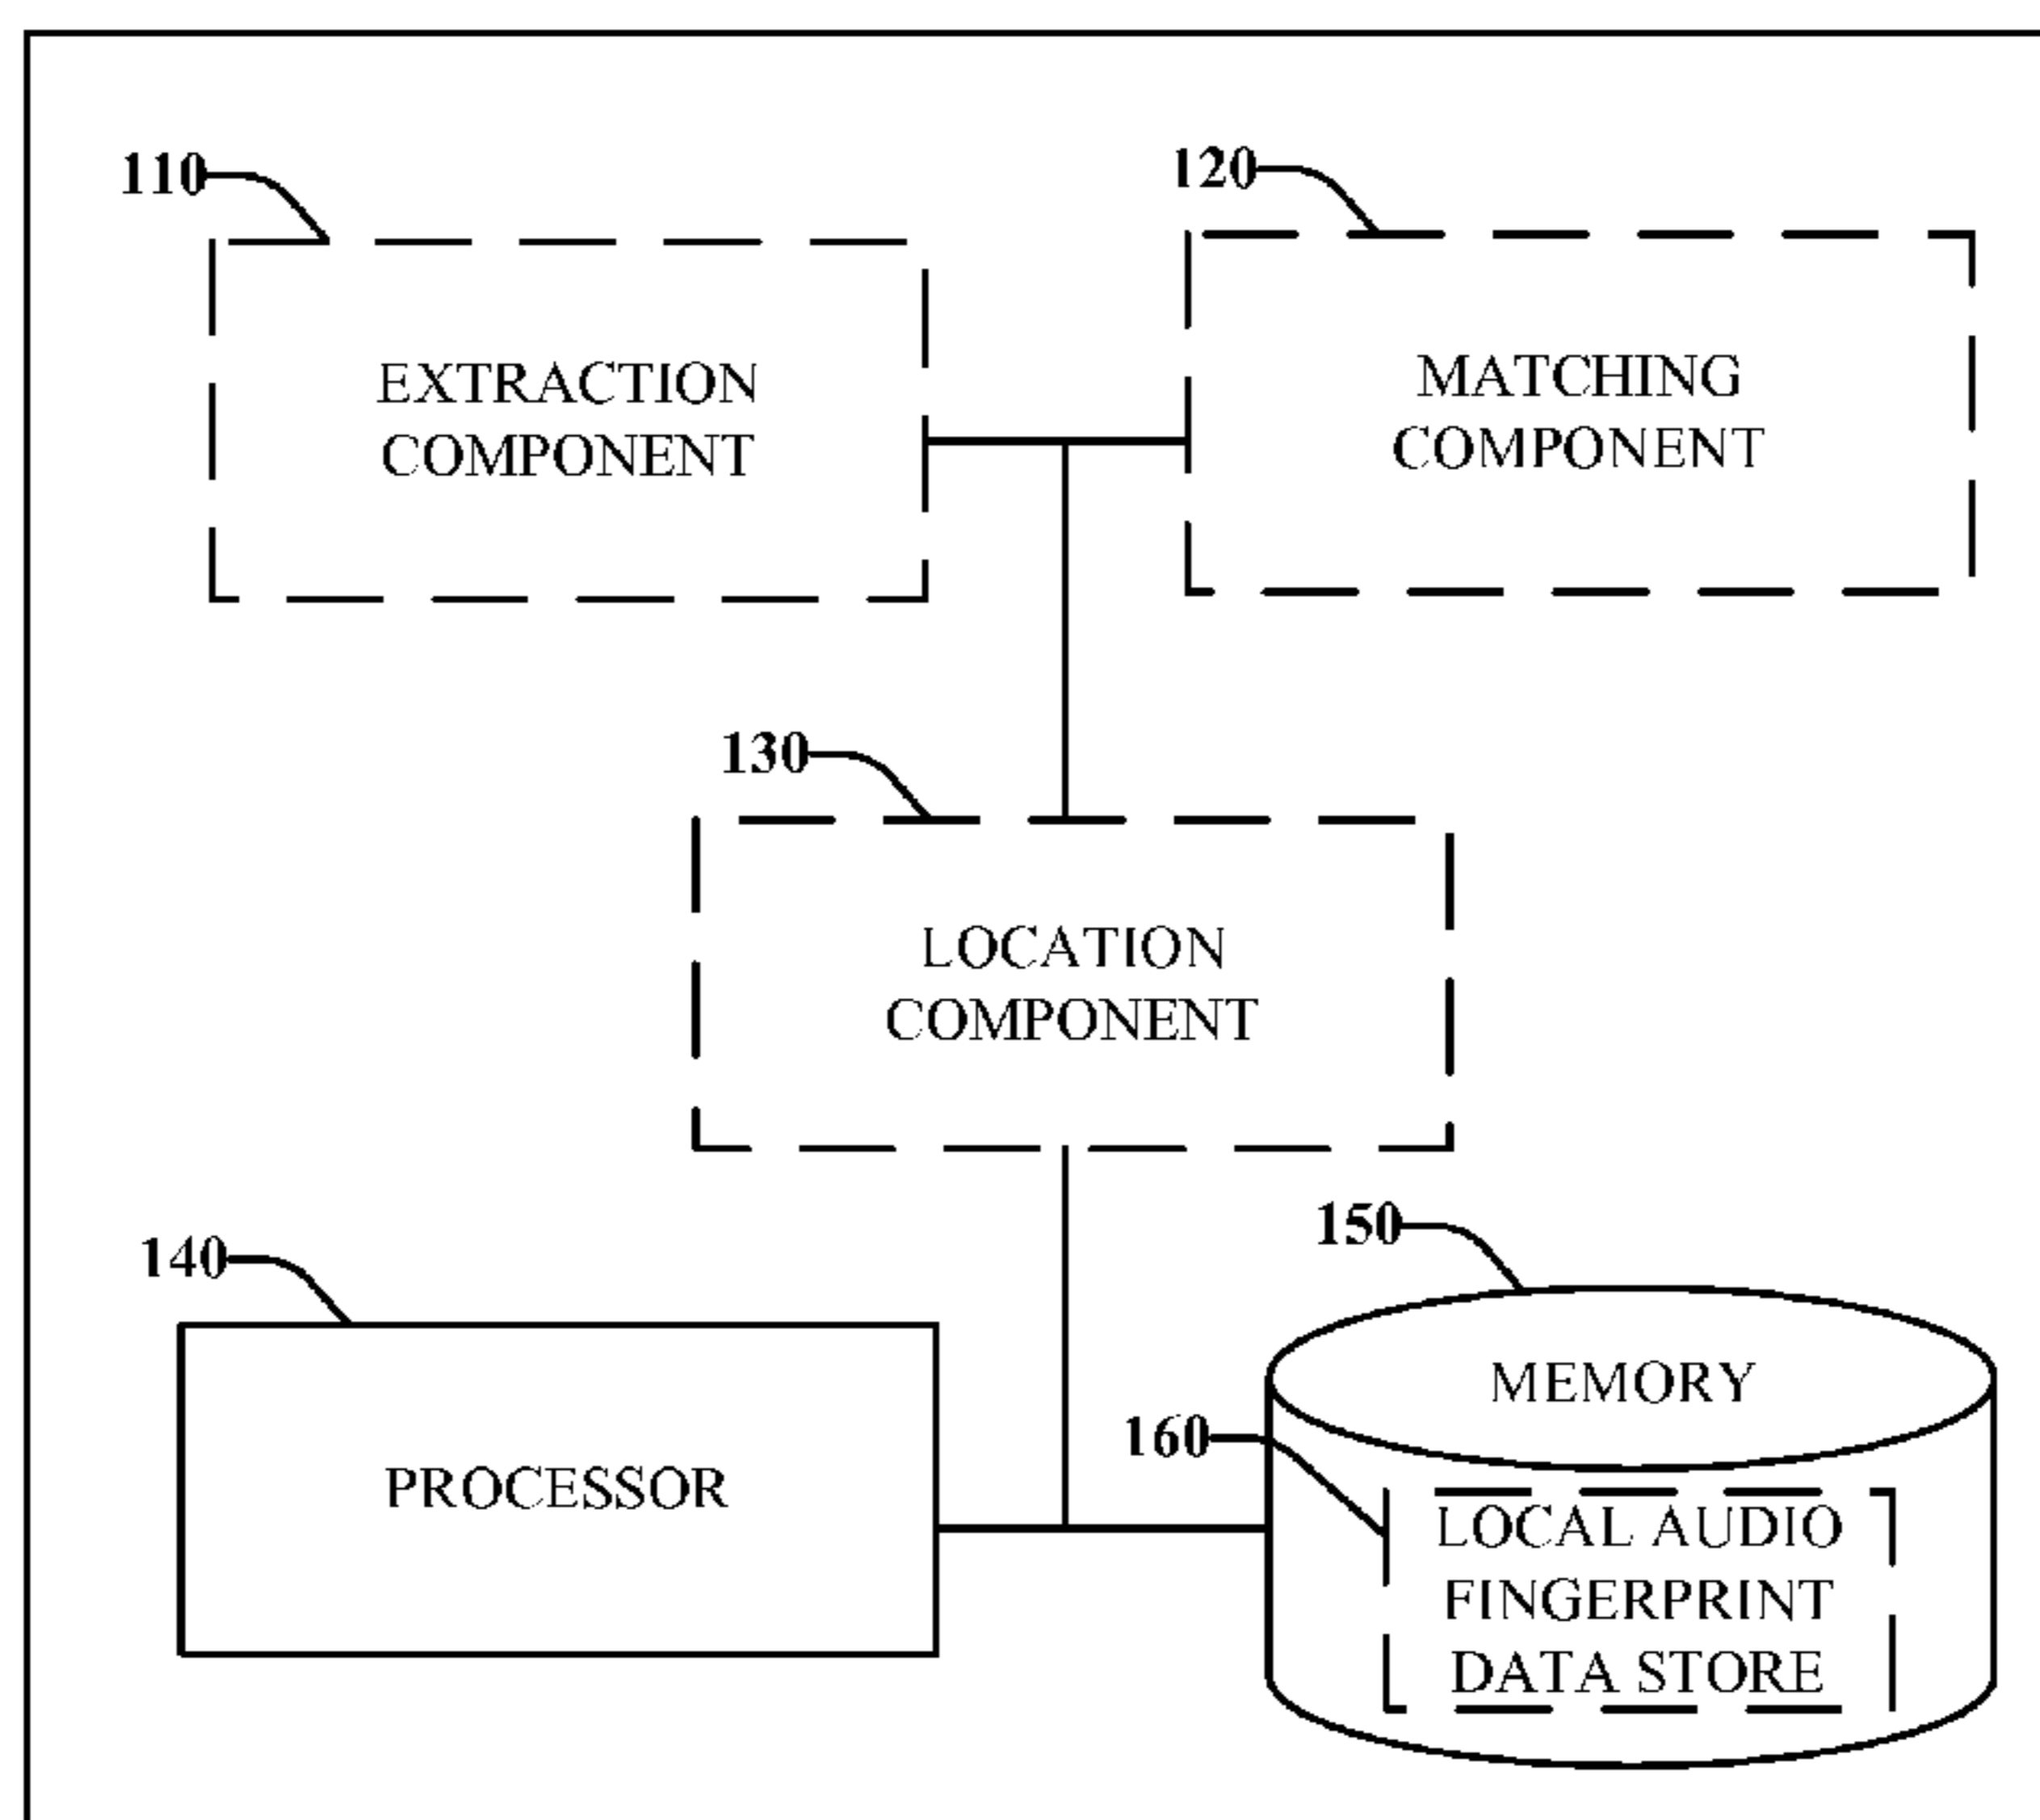 110
120
EXTRACTION
COMPONENT
MATCHING
COMPONENT
130
LOCATION
COMPONENT
140
150
PROCESSOR
MEMORY
160
LOCAL AUDIO
FINGERPRINT
DATA STORE